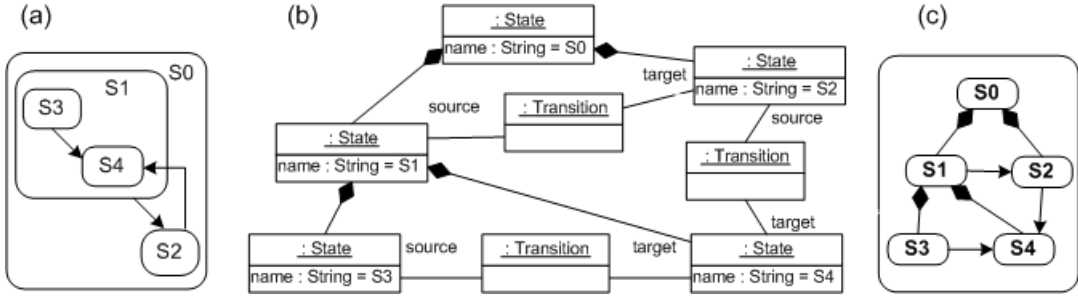 (a)
S0
S1
S3
S4
S2
(b)
: State
name : String = S0
: State
name : String = S2
target
source
: Transition
source
: State
name : String = S1
: Transition
target
: State
name : String = S3
source
: Transition
target
: State
name : String = S4
(c)
S0
S1
S2
S3
S4